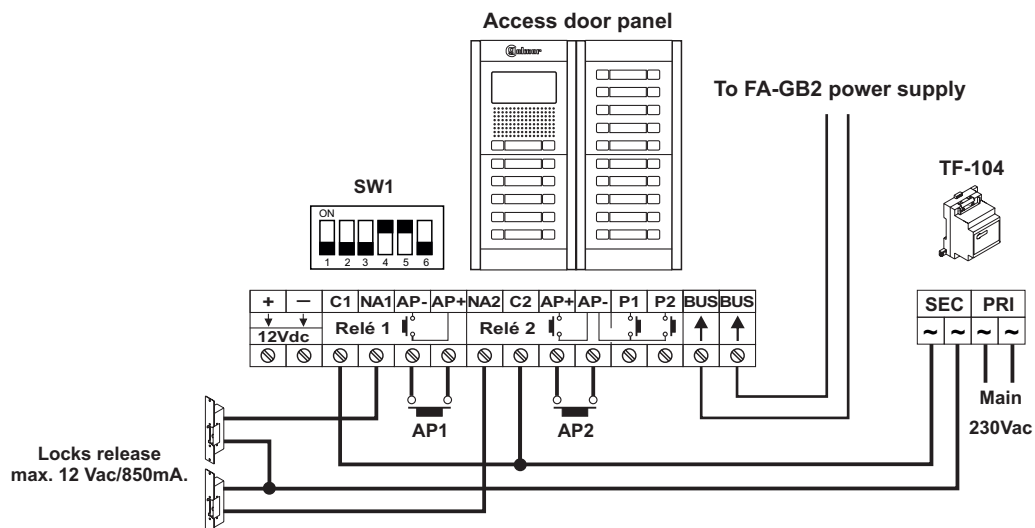 Access door panel
Golmar
To FA-GB2 power supply
TF-104
SW1
ON
1 2 3 4 5 6
+ — C1 NA1 AP- AP+ NA2 C2 AP+ AP- P1 P2 BUS BUS
12Vdc Relé 1 Relé 2
SEC PRI
~ ~ ~ ~
AP1 AP2
Main
230Vac
Locks release
max. 12 Vac/850mA.